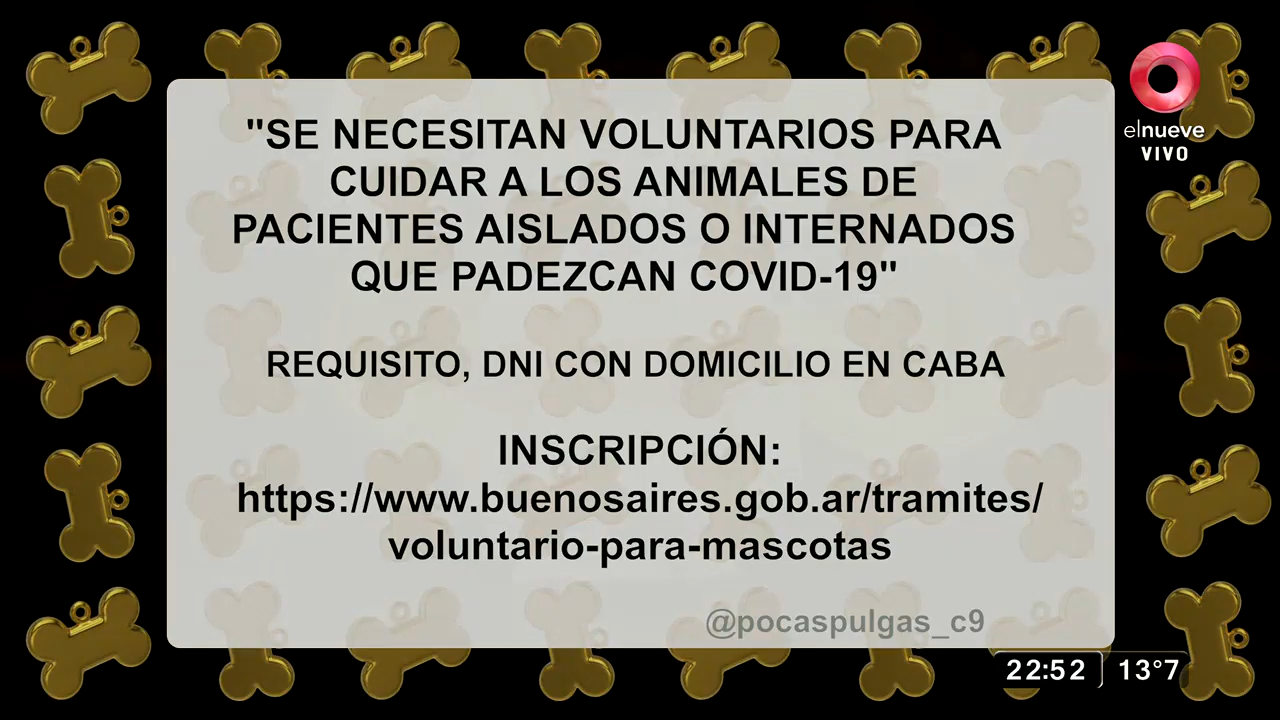 "SE NECESITAN VOLUNTARIOS PARA
CUIDAR A LOS ANIMALES DE
PACIENTES AISLADOS O INTERNADOS
QUE PADEZCAN COVID-19"
REQUISITO, DNI CON DOMICILIO EN CABA
INSCRIPCIÓN:
https://www.buenosaires.gob.ar/tramites/
voluntario-para-mascotas
@pocaspulgas_c9
elnueve
VIVO
22:52 13°7